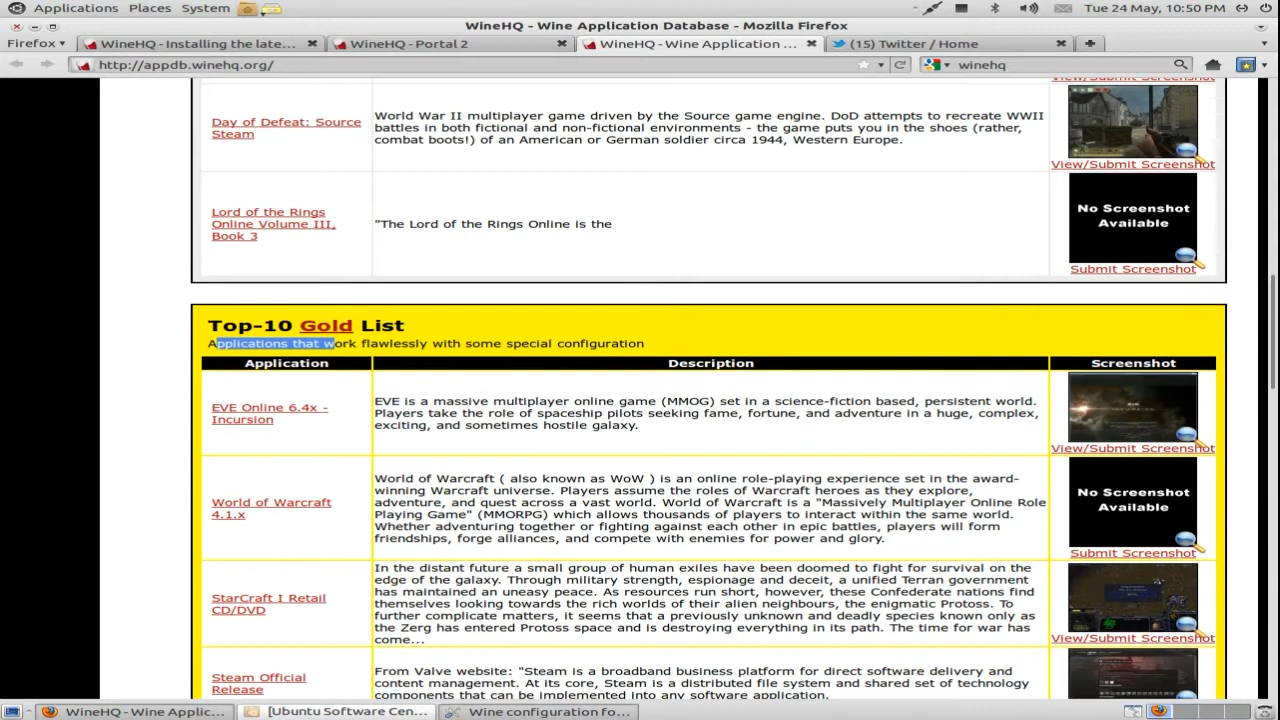 Applications Places System
Tue 24 May, 10:50 PM
WineHQ - Wine Application Database - Mozilla Firefox
Firefox
WineHQ - Installing the late...
WineHQ - Portal 2
WineHQ - Wine Application ...
(15) Twitter / Home
http://appdb.winehq.org/
winehq
View/Submit Screenshot
Day of Defeat: Source
Steam
World War II multiplayer game driven by the Source game engine. DoD attempts to recreate WWII
battles in both fictional and non-fictional environments - the game puts you in the shoes (rather,
combat boots!) of an American or German soldier circa 1944, Western Europe.
View/Submit Screenshot
Lord of the Rings
Online Volume III,
Book 3
"The Lord of the Rings Online is the
No Screenshot
Available
Submit Screenshot
Top-10 Gold List
Applications that work flawlessly with some special configuration
Application
Description
Screenshot
EVE Online 6.4x -
Incursion
EVE is a massive multiplayer online game (MMOG) set in a science-fiction based, persistent world.
Players take the role of spaceship pilots seeking fame, fortune, and adventure in a huge, complex,
exciting, and sometimes hostile galaxy.
View/Submit Screenshot
World of Warcraft
4.1.x
World of Warcraft ( also known as WoW ) is an online role-playing experience set in the award-
winning Warcraft universe. Players assume the roles of Warcraft heroes as they explore,
adventure, and quest across a vast world. World of Warcraft is a "Massively Multiplayer Online Role
Playing Game" (MMORPG) which allows thousands of players to interact within the same world.
Whether adventuring together or fighting against each other in epic battles, players will form
friendships, forge alliances, and compete with enemies for power and glory.
No Screenshot
Available
Submit Screenshot
StarCraft I Retail
CD/DVD
In the distant future a small group of human exiles have been doomed to fight for survival on the
edge of the galaxy. Through military strength, espionage and deceit, a unified Terran government
has maintained an uneasy peace. As resources run short, however, these Confederate nations find
themselves looking towards the rich worlds of their alien neighbours, the enigmatic Protoss. To
further complicate matters, it seems that a previously unknown and deadly species known only as
the Zerg has entered Protoss space and is destroying everything in its path. The time for war has
come...
View/Submit Screenshot
Steam Official
Release
From Valve website: "Steam is a broadband business platform for direct software delivery and
content management. At its core, Steam is a distributed file system and shared set of technology
components that can be implemented into any software application.
WineHQ - Wine Applic...
[Ubuntu Software Cen...
Wine configuration fo...